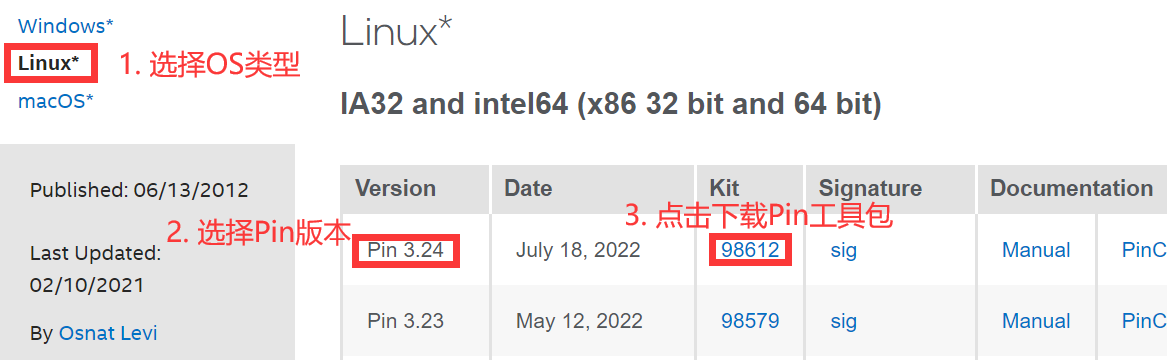 Windows*
Linux*
1. 选择OS类型
macOS*
Published: 06/13/2012
2. 选择Pin版本
Last Updated:
02/10/2021
By Osnat Levi
Linux*
IA32 and intel64 (x86 32 bit and 64 bit)
Version Date Kit Signature Documentation
3. 点击下载Pin工具包
Pin 3.24 July 18, 2022 98612 sig Manual PinC
Pin 3.23 May 12, 2022 98579 sig Manual PinC